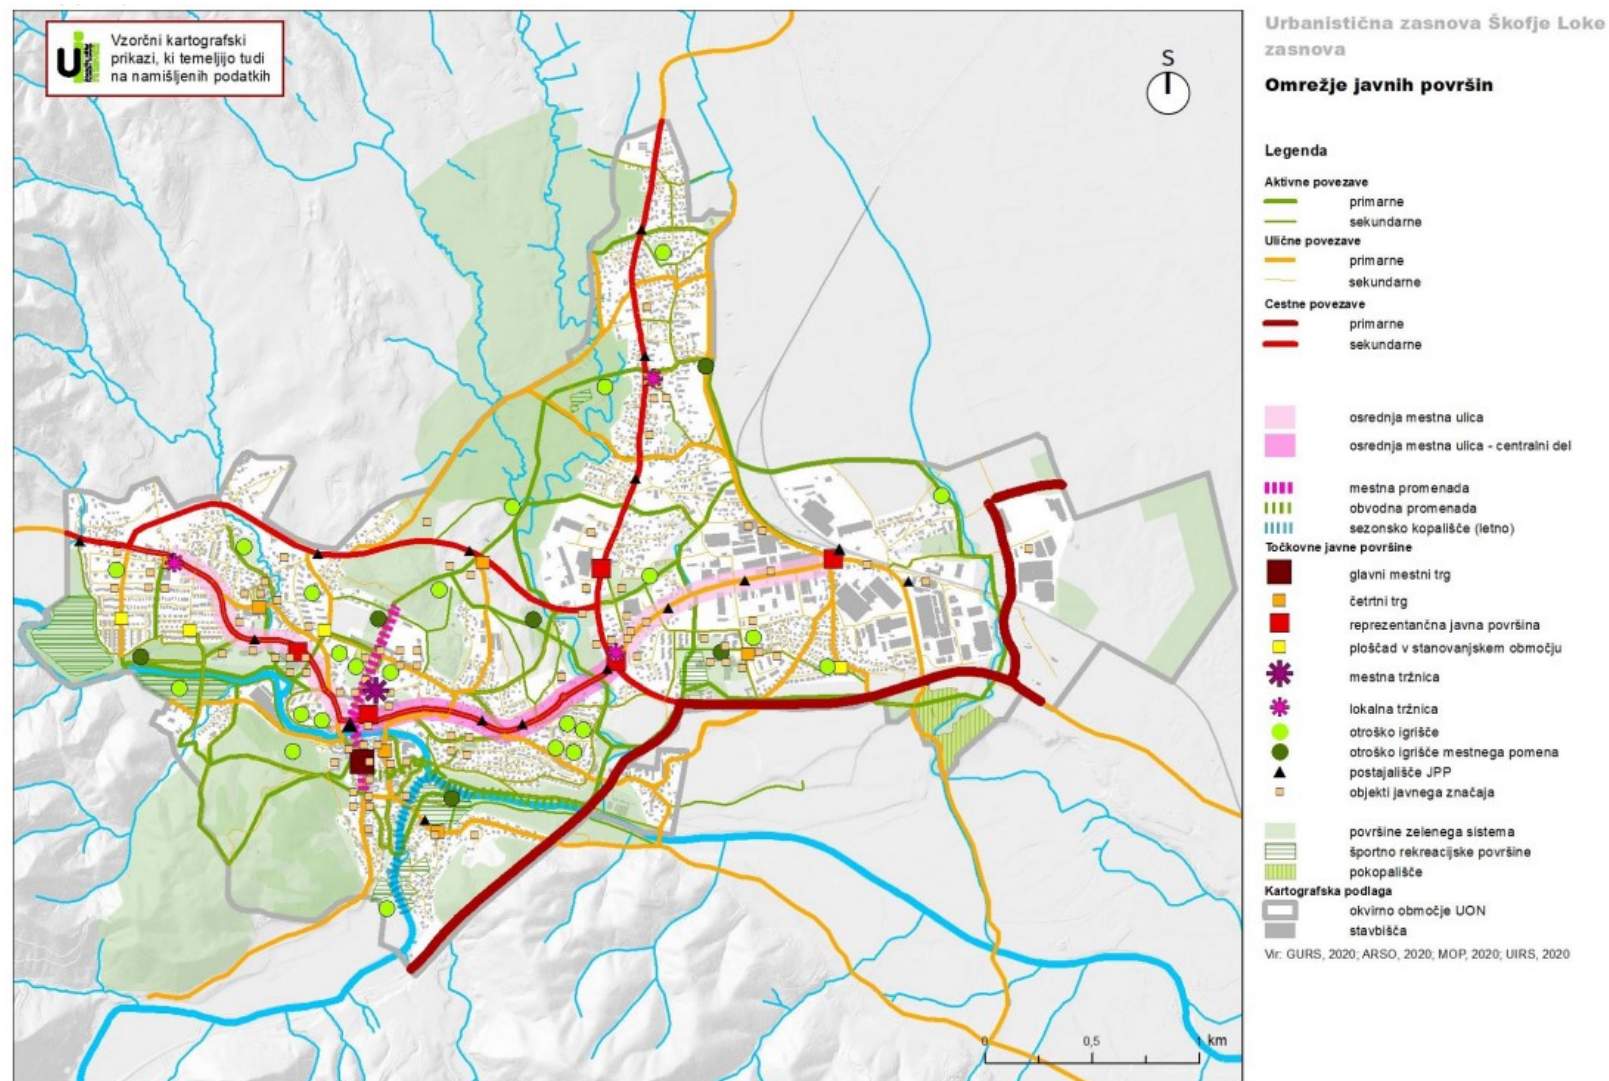 Vzorčni kartografski
prikazi, ki temeljijo tudi
na namišljenih podatkih
S
Urbanistična zasnova Škofje Loke
zasnova
Omrežje javnih površin
Legenda
Aktivne povezave
primarne
sekundarne
Ulične povezave
primarne
sekundarne
Cestne povezave
primarne
sekundarne
osrednja mestna ulica
osrednja mestna ulica - centralni del
mestna promenada
obvodna promenada
sezonsko kopališče (letno)
Točkovne javne površine
glavni mestni trg
četrtni trg
reprezentančna javna površina
ploščad v stanovanjskem območju
mestna tržnica
lokalna tržnica
otroško igrišče
otroško igrišče mestnega pomena
postajališče JPP
objekti javnega značaja
površine zelenega sistema
športno rekreacijske površine
pokopališče
Kartografska podlaga
okvirno območje UON
stavbišča
Vir: GURS, 2020; ARSO, 2020; MOP, 2020; UIRS, 2020
0 0,5 1 km